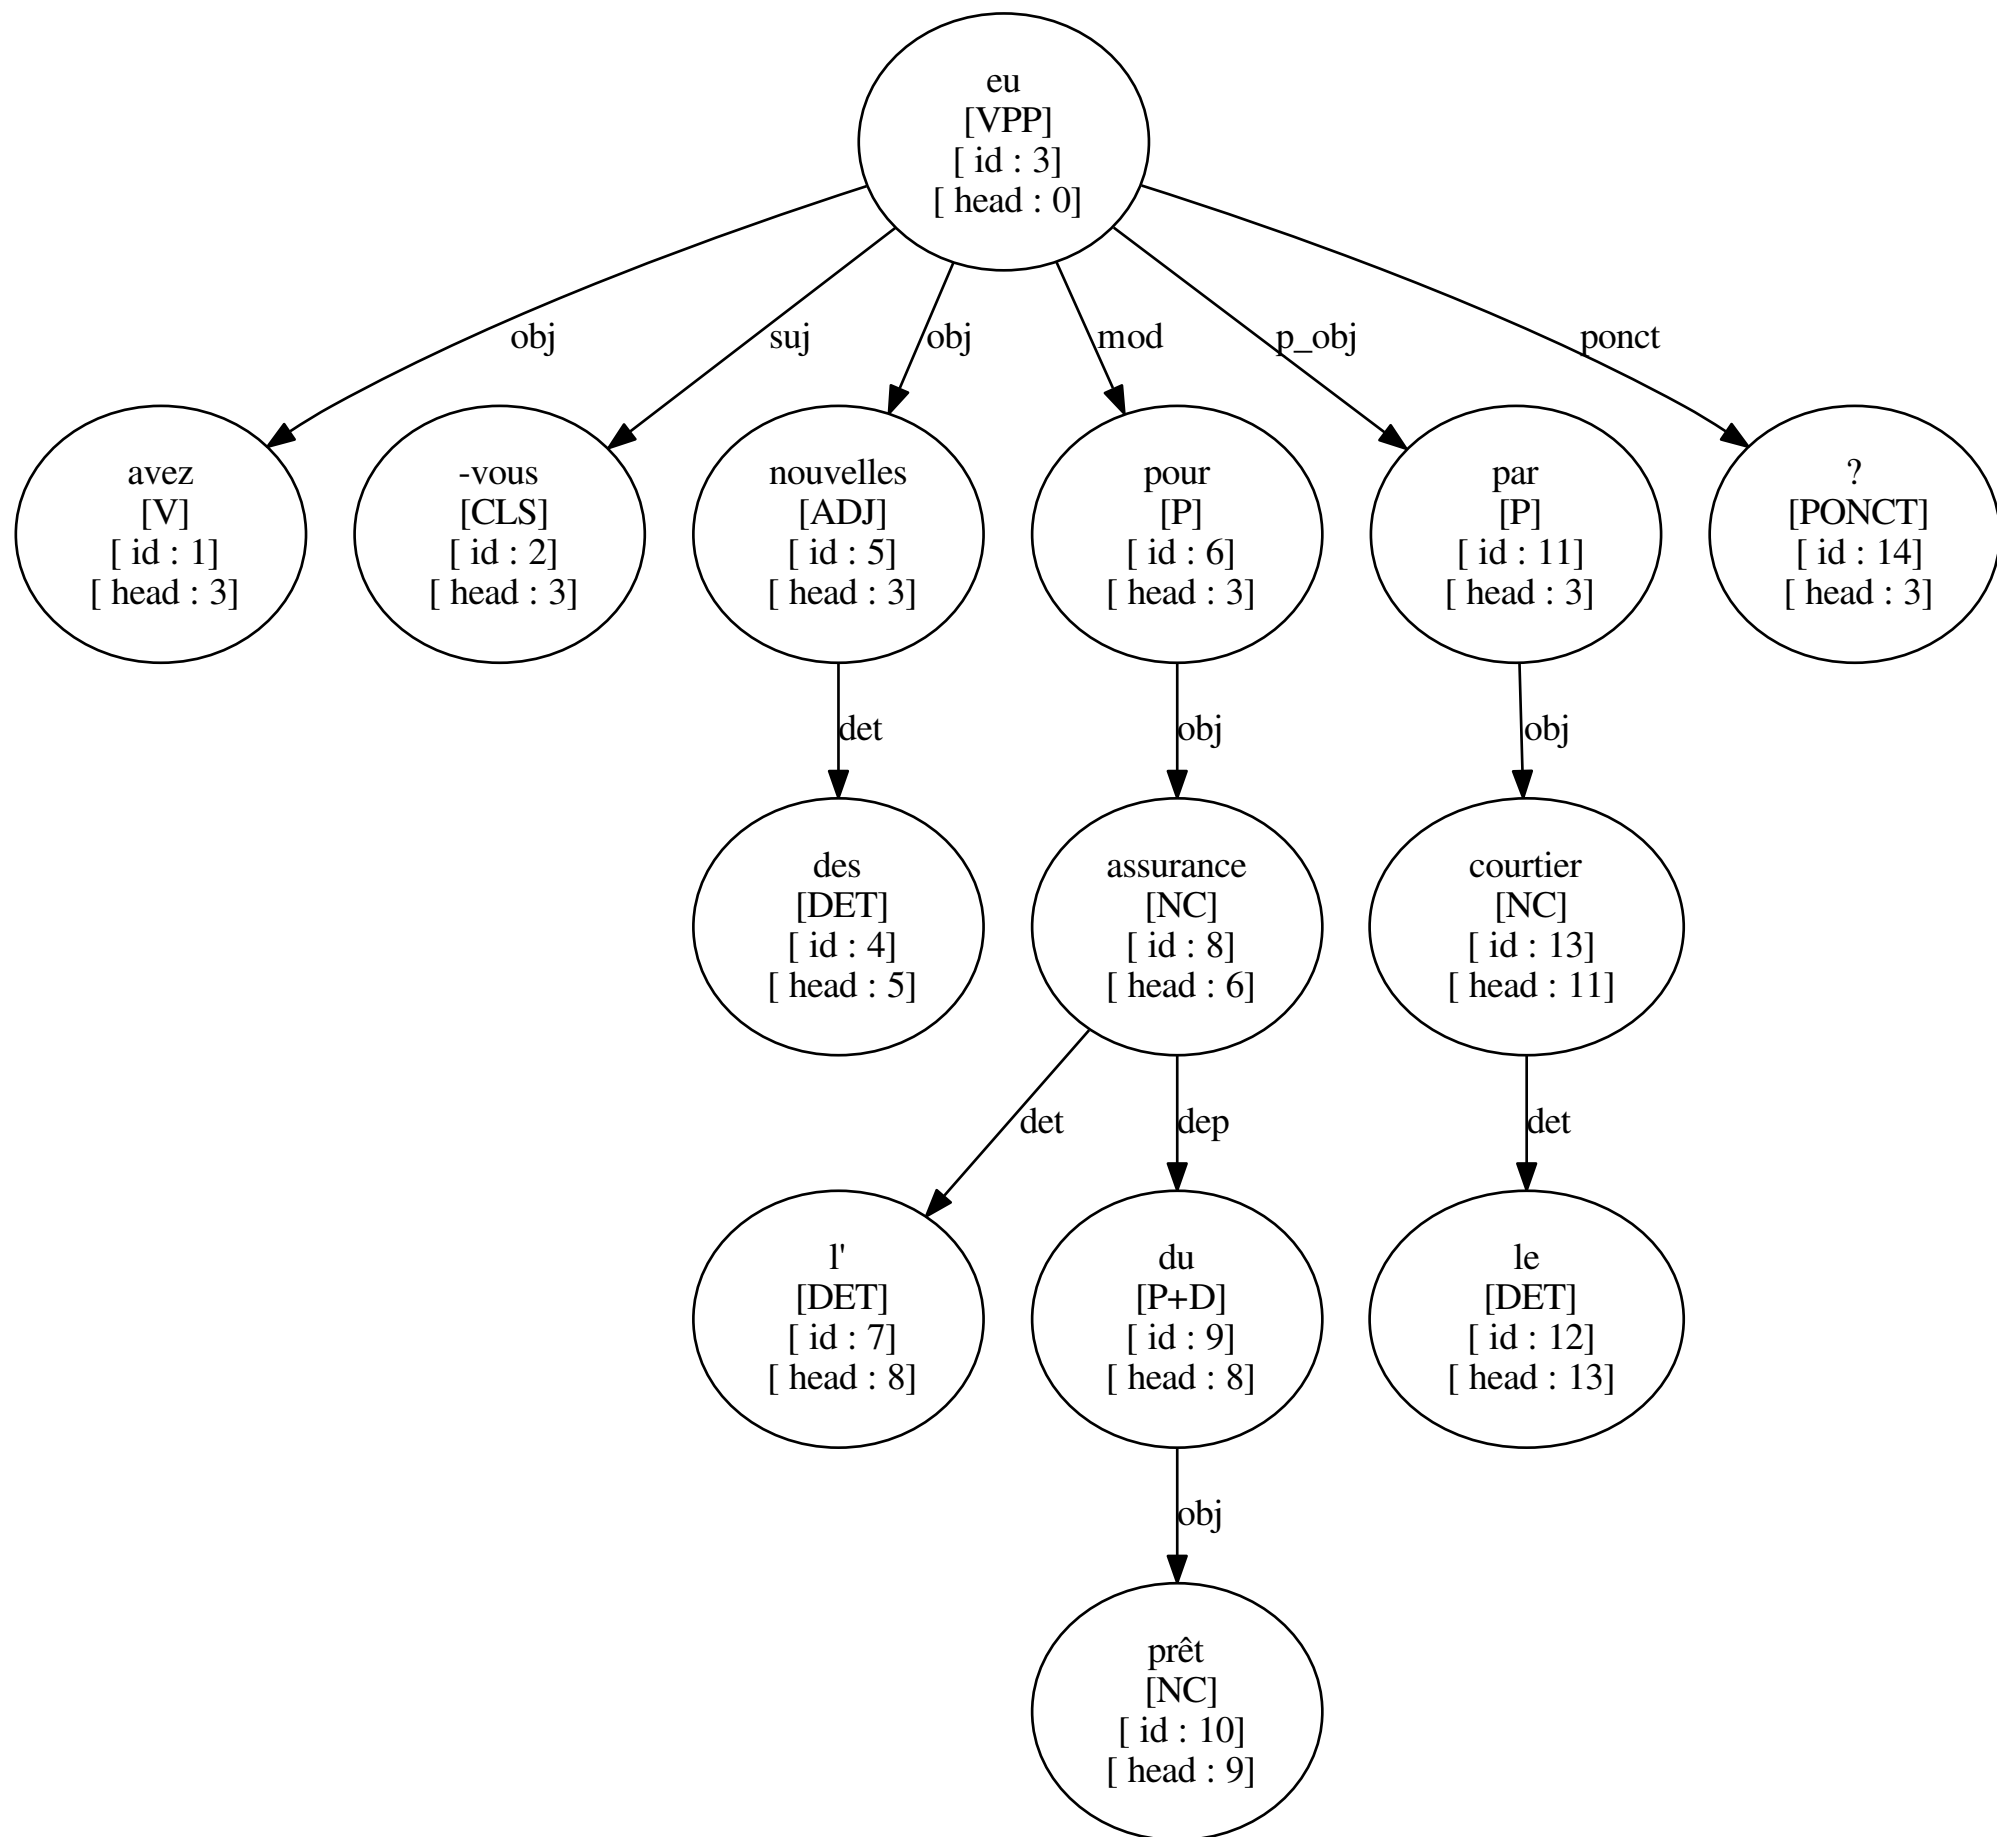 eu
[VPP]
[ id : 3]
[ head : 0]
obj
suj
obj
mod
p_obj
ponct
avez
[V]
[ id : 1]
[ head : 3]
-vous
[CLS]
[ id : 2]
[ head : 3]
nouvelles
[ADJ]
[ id : 5]
[ head : 3]
pour
[P]
[ id : 6]
[ head : 3]
par
[P]
[ id : 11]
[ head : 3]
?
[PONCT]
[ id : 14]
[ head : 3]
det
obj
obj
des
[DET]
[ id : 4]
[ head : 5]
assurance
[NC]
[ id : 8]
[ head : 6]
courtier
[NC]
[ id : 13]
[ head : 11]
det
dep
det
l'
[DET]
[ id : 7]
[ head : 8]
du
[P+D]
[ id : 9]
[ head : 8]
le
[DET]
[ id : 12]
[ head : 13]
obj
prêt
[NC]
[ id : 10]
[ head : 9]